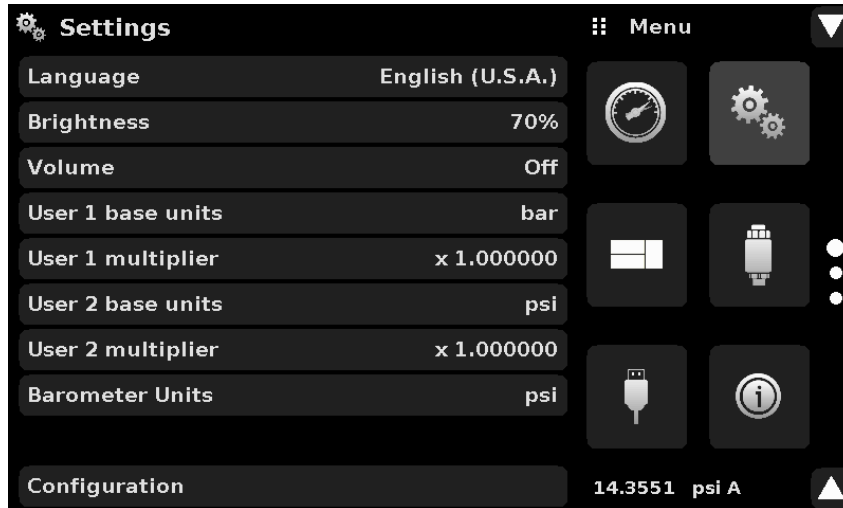 Settings
Menu
Language English (U.S.A.)
Brightness 70%
Volume Off
User 1 base units bar
User 1 multiplier x 1.000000
User 2 base units psi
User 2 multiplier x 1.000000
Barometer Units psi
Configuration
14.3551 psi A